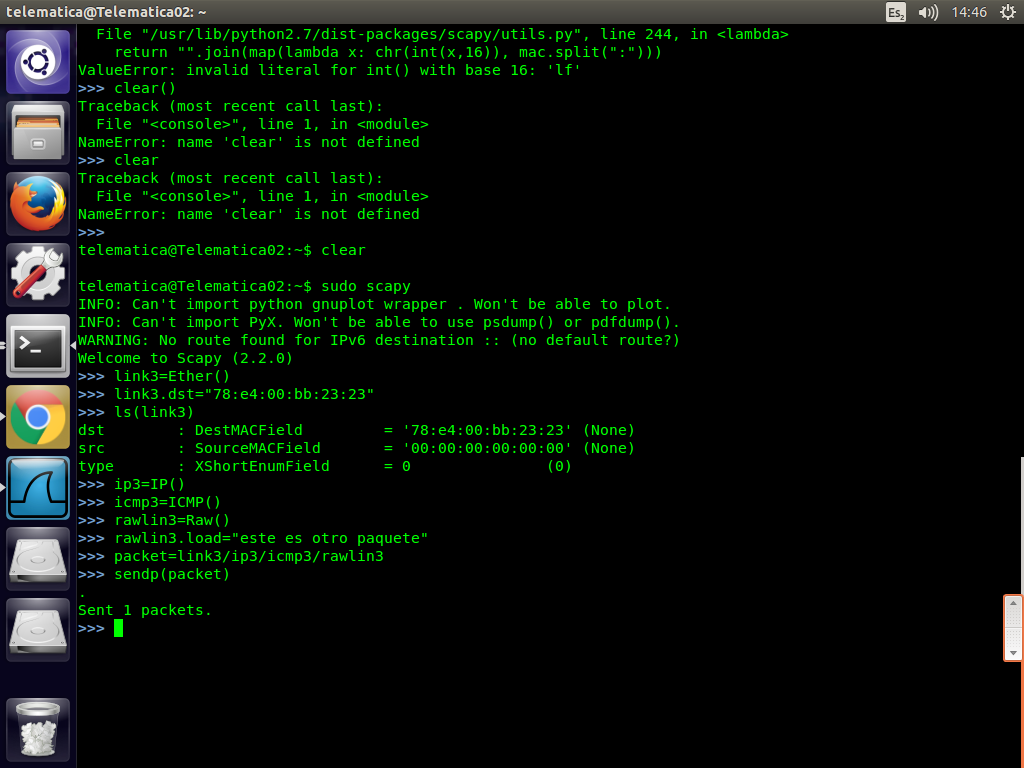 telematica@Telematica02: ~
Es2
14:46
  File "/usr/lib/python2.7/dist-packages/scapy/utils.py", line 244, in <lambda>
    return "".join(map(lambda x: chr(int(x,16)), mac.split(":")))
ValueError: invalid literal for int() with base 16: 'lf'
>>> clear()
Traceback (most recent call last):
  File "<console>", line 1, in <module>
NameError: name 'clear' is not defined
>>> clear
Traceback (most recent call last):
  File "<console>", line 1, in <module>
NameError: name 'clear' is not defined
>>>
telematica@Telematica02:~$ clear
telematica@Telematica02:~$ sudo scapy
INFO: Can't import python gnuplot wrapper . Won't be able to plot.
INFO: Can't import PyX. Won't be able to use psdump() or pdfdump().
WARNING: No route found for IPv6 destination :: (no default route?)
Welcome to Scapy (2.2.0)
>>> link3=Ether()
>>> link3.dst="78:e4:00:bb:23:23"
>>> ls(link3)
dst        : DestMACField         = '78:e4:00:bb:23:23' (None)
src        : SourceMACField       = '00:00:00:00:00:00' (None)
type       : XShortEnumField      = 0               (0)
>>> ip3=IP()
>>> icmp3=ICMP()
>>> rawlin3=Raw()
>>> rawlin3.load="este es otro paquete"
>>> packet=link3/ip3/icmp3/rawlin3
>>> sendp(packet)
.
Sent 1 packets.
>>>